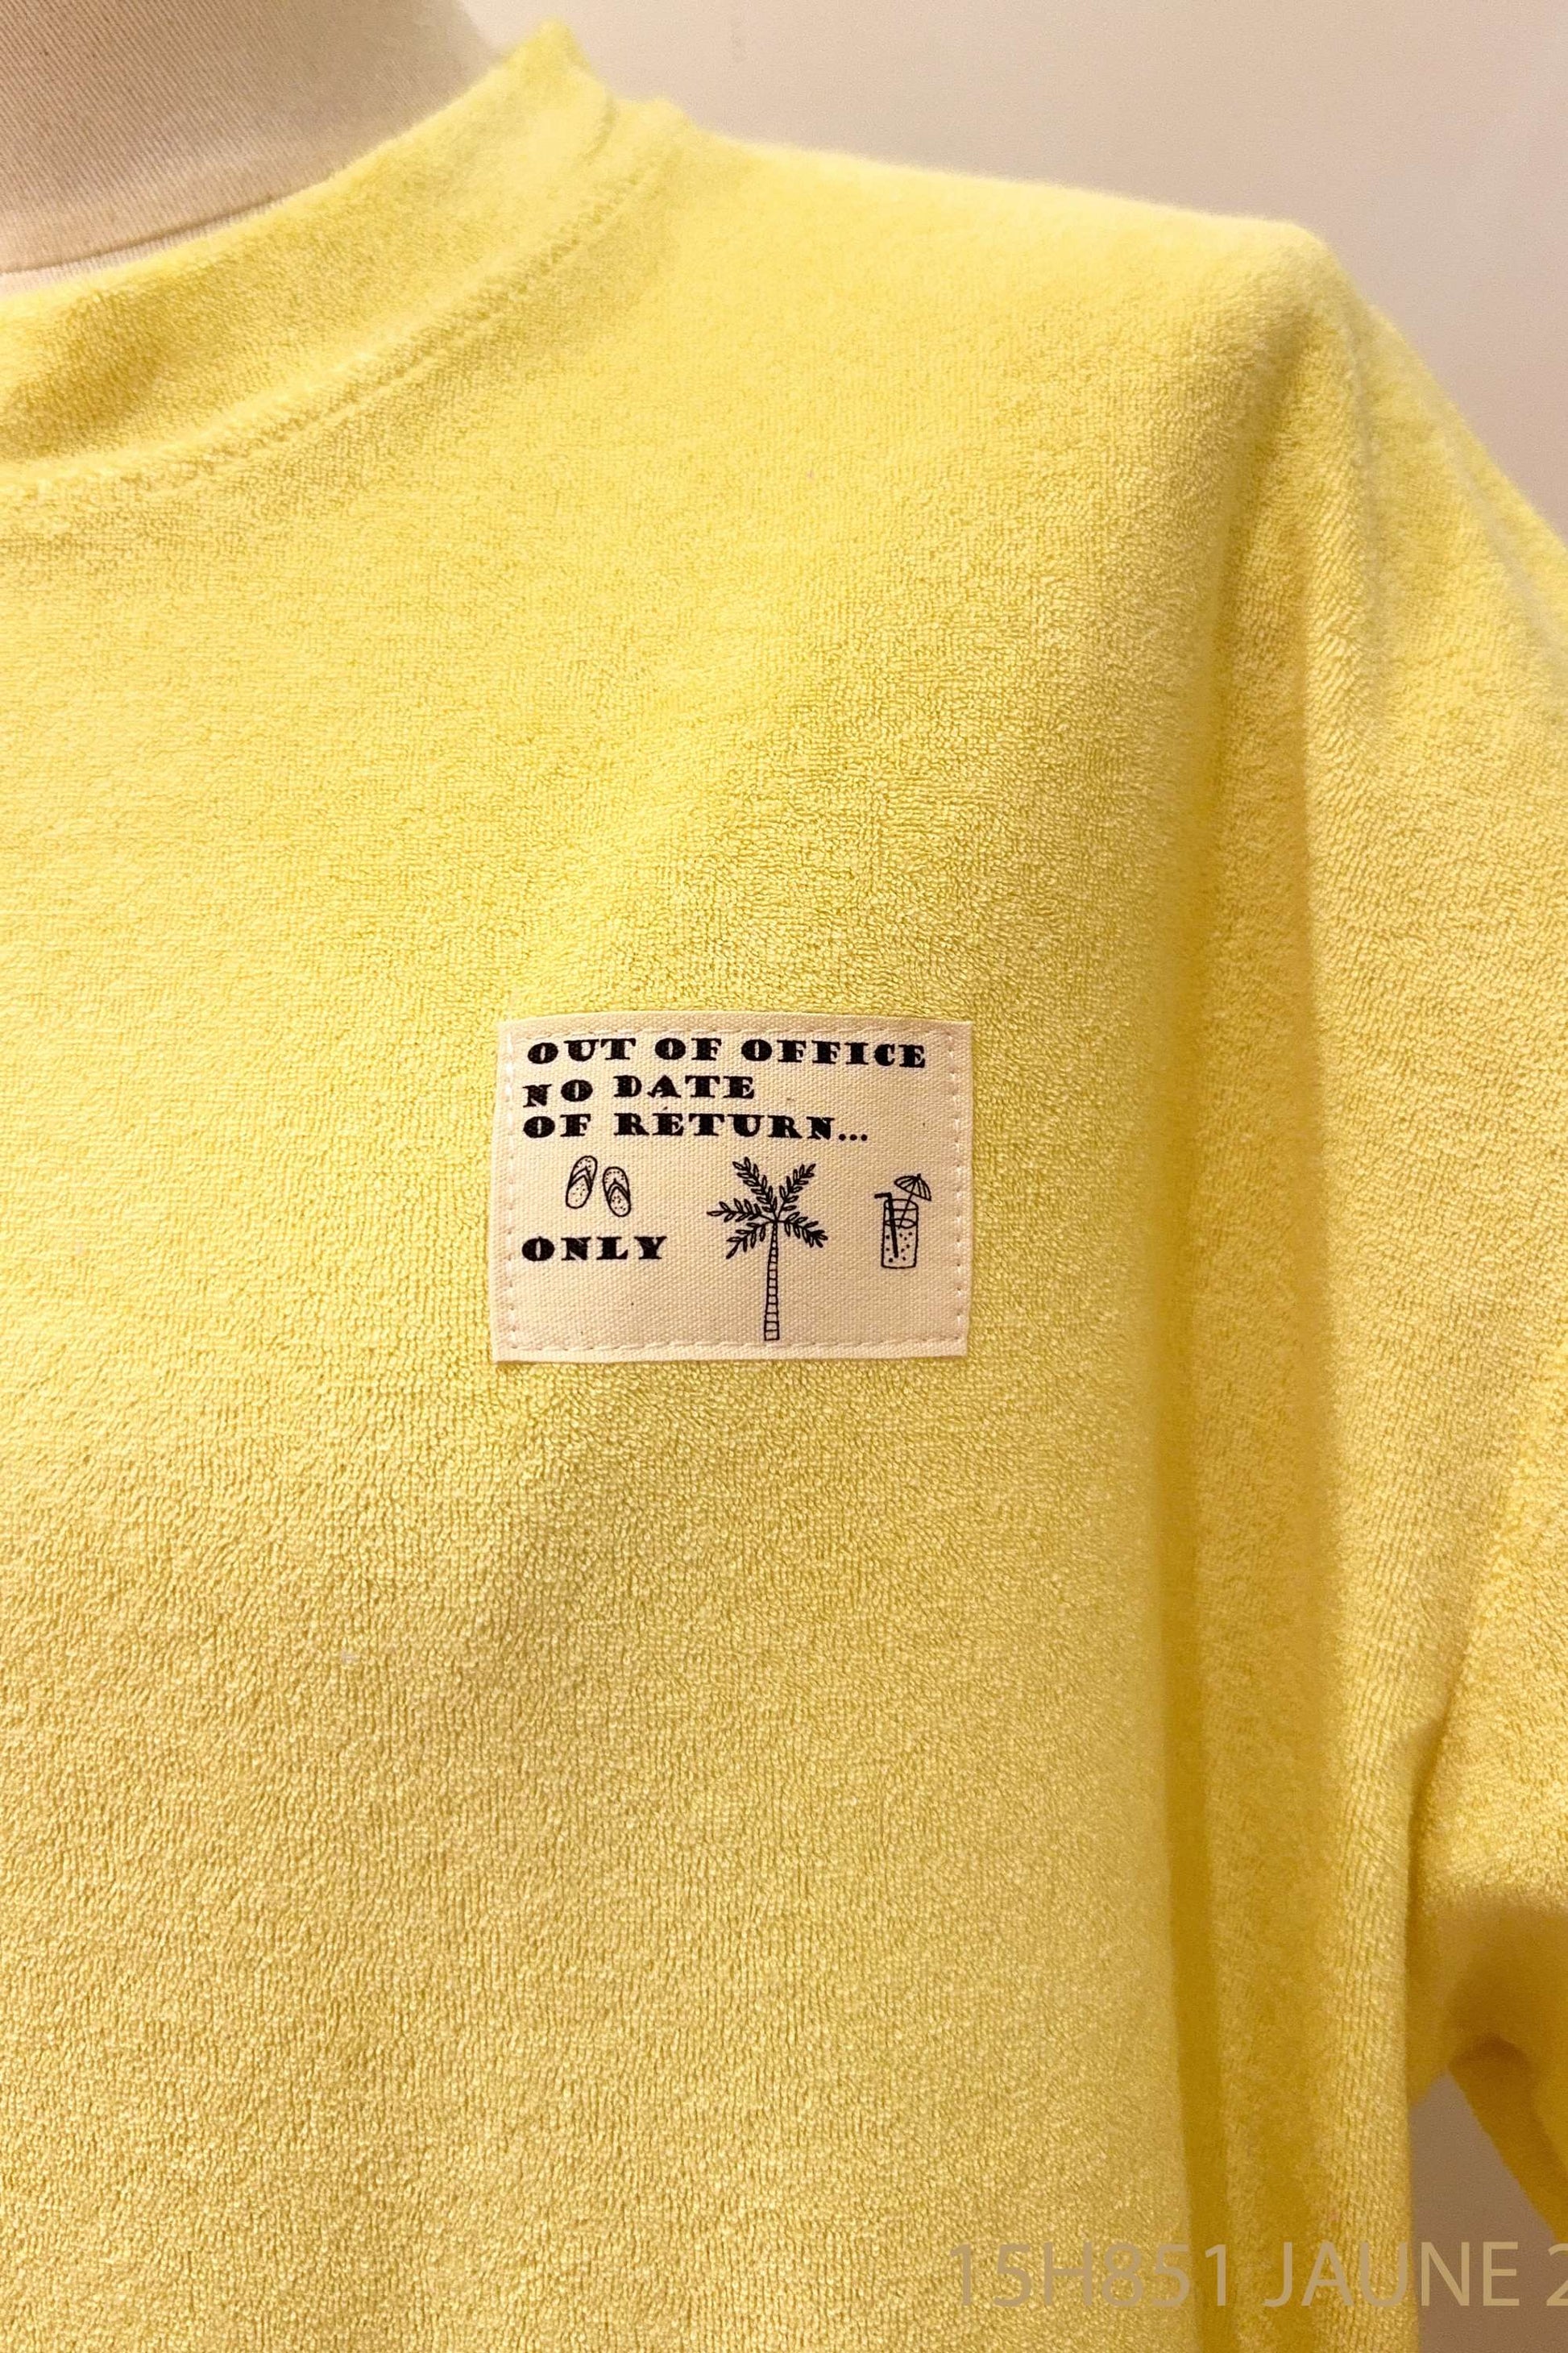 OUT OF OFFICE
NO DATE
OF RETURN...
ONLY
15H851 JAUNE 2